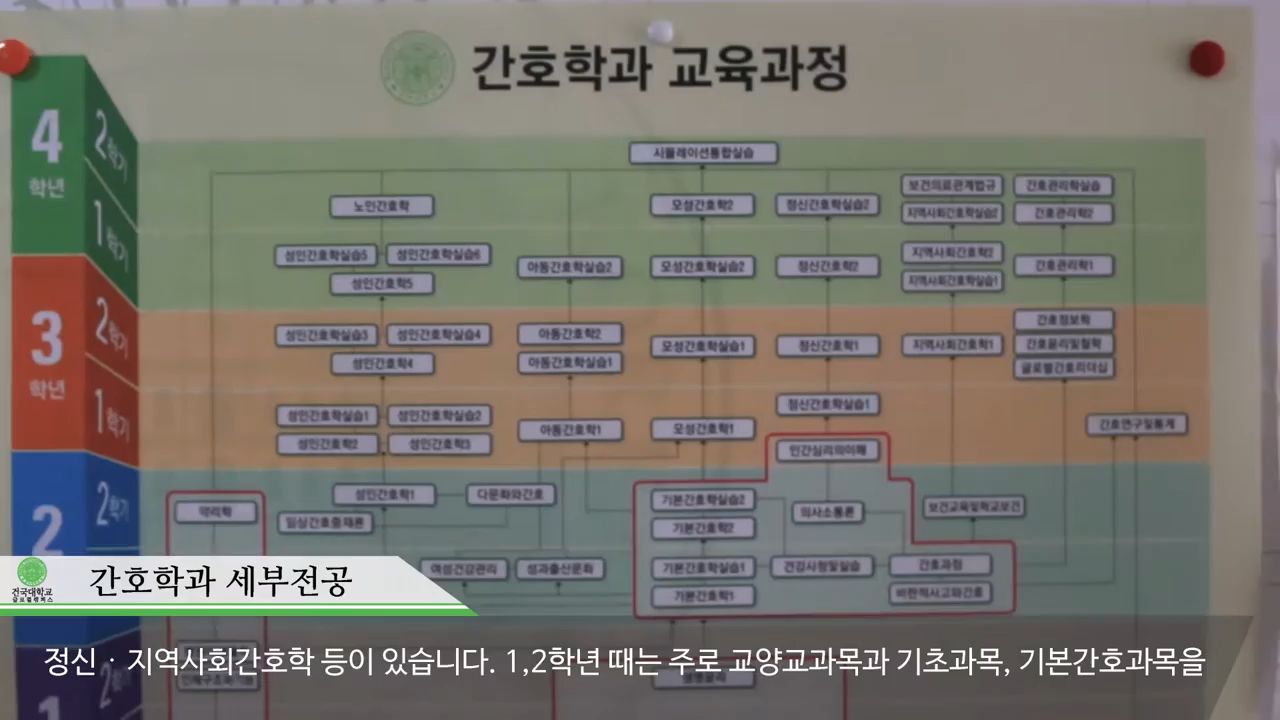 간호학과 교육과정
4
학년
2학기
1학기
3
학년
2학기
1학기
2
2학기
1
2학기
시뮬레이션통합실습
노인간호학
모성간호학2
정신간호학실습2
보건의료관계법규
간호관리학실습
지역사회간호학실습2
간호관리학2
성인간호학실습5
성인간호학실습6
성인간호학5
아동간호학실습2
모성간호학실습2
정신간호학2
지역사회간호학2
지역사회간호학실습1
간호관리학1
성인간호학실습3
성인간호학실습4
성인간호학4
아동간호학2
아동간호학실습1
모성간호학실습1
정신간호학1
지역사회간호학1
간호정보학
간호윤리및철학
글로벌간호리더십
성인간호학실습1
성인간호학실습2
성인간호학2
성인간호학3
아동간호학1
모성간호학1
정신간호학실습1
인간심리의이해
간호연구및통계
약리학
성인간호학1
다문화와간호
임상간호중재론
기본간호학실습2
기본간호학2
의사소통론
보건교육및학교보건
여성건강관리
성과출산문화
기본간호학실습1
기본간호학1
건강사정및실습
간호과정
비판적사고와간호
생명윤리
건국대학교
글로컬캠퍼스
간호학과 세부전공
정신 · 지역사회간호학 등이 있습니다. 1,2학년 때는 주로 교양교과목과 기초과목, 기본간호과목을